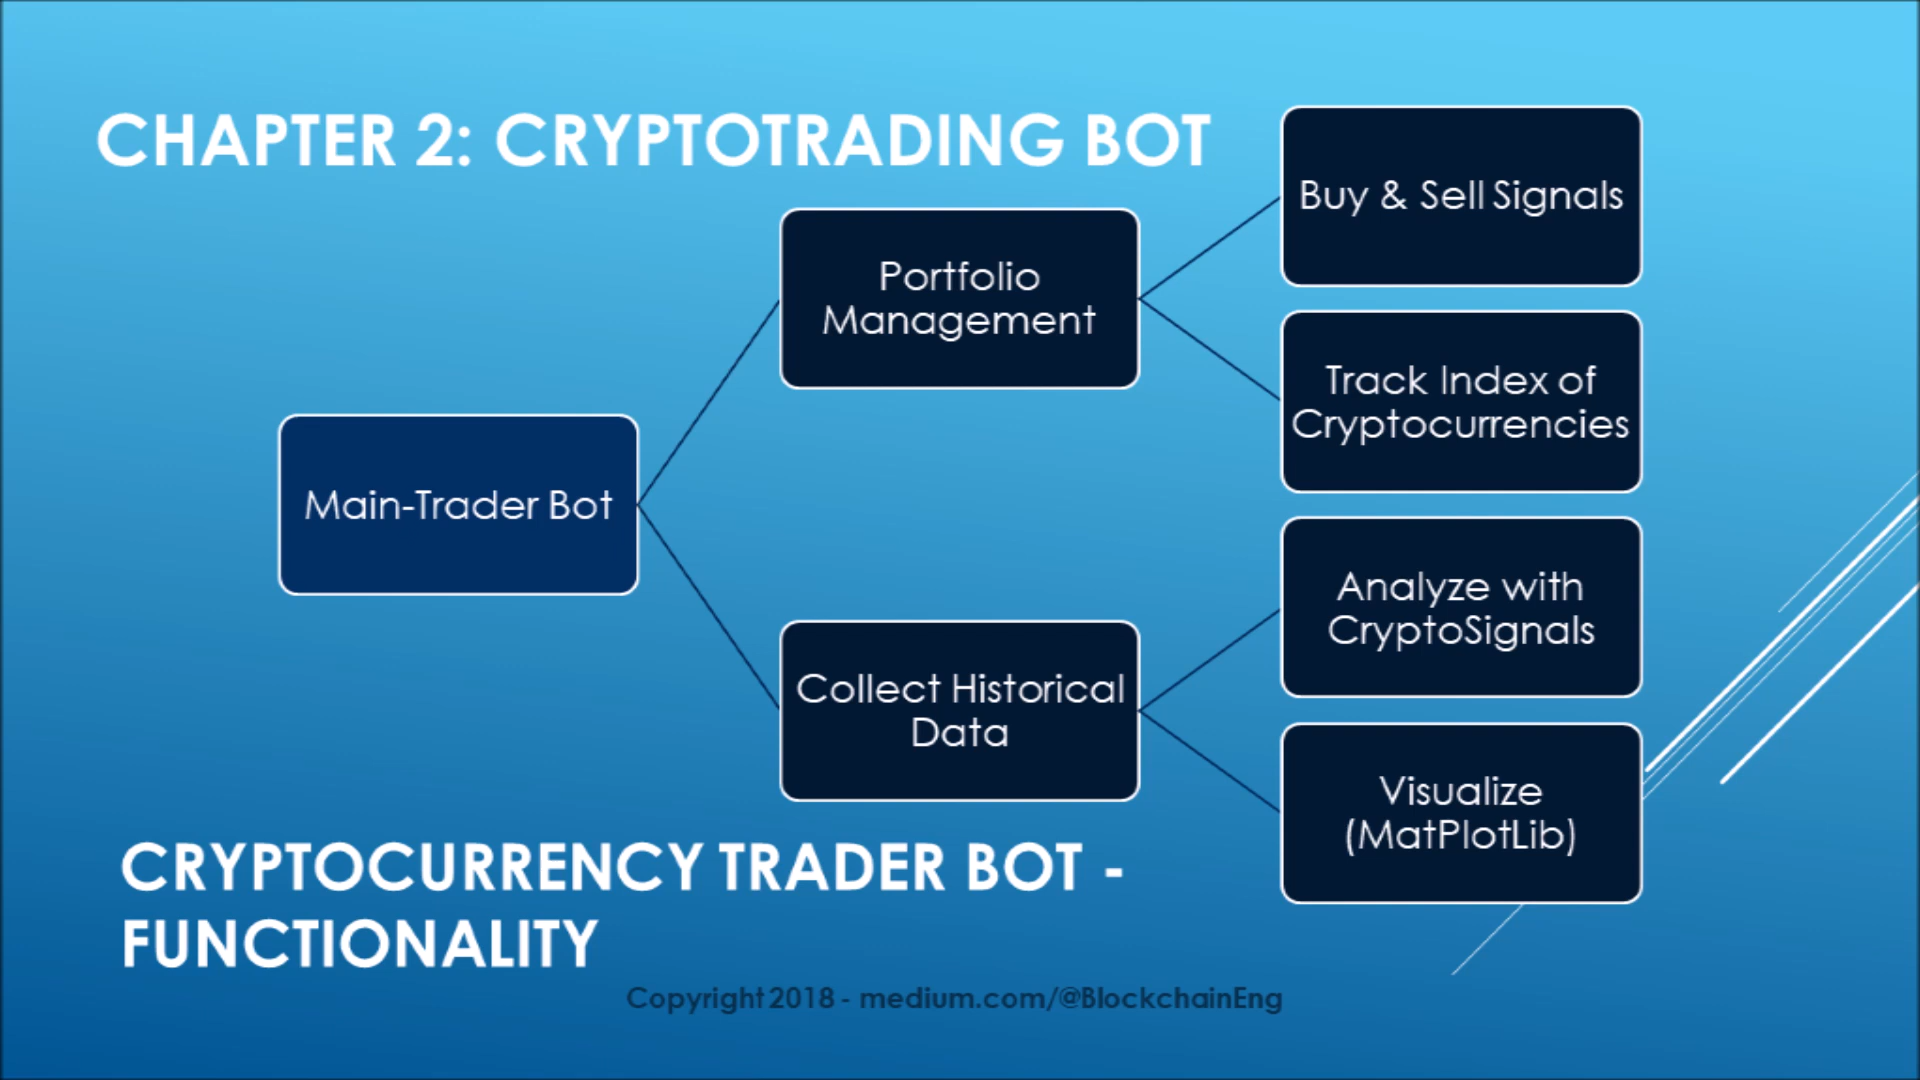 CHAPTER 2: CRYPTOTRADING BOT
Main-Trader Bot
Portfolio
Management
Buy & Sell Signals
Track Index of
Cryptocurrencies
Collect Historical
Data
Analyze with
CryptoSignals
Visualize
(MatPlotLib)
CRYPTOCURRENCY TRADER BOT -
FUNCTIONALITY
Copyright 2018 - medium.com/@BlockchainEng